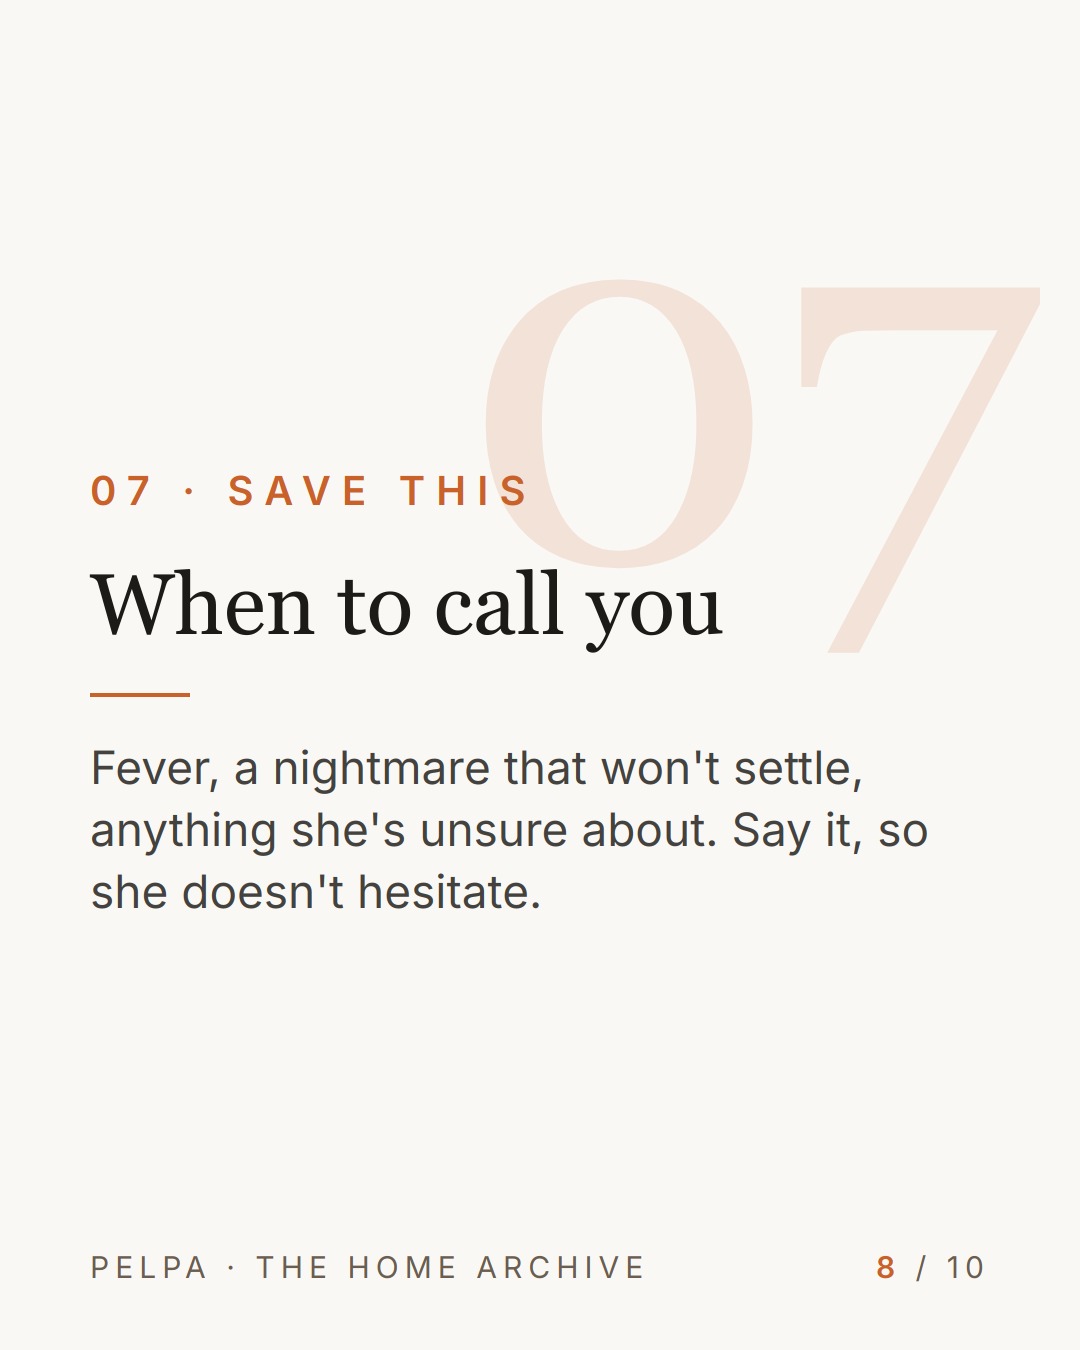 07
07 · SAVE THIS
When to call you
Fever, a nightmare that won't settle,
anything she's unsure about. Say it, so
she doesn't hesitate.
PELPA · THE HOME ARCHIVE
8 / 10